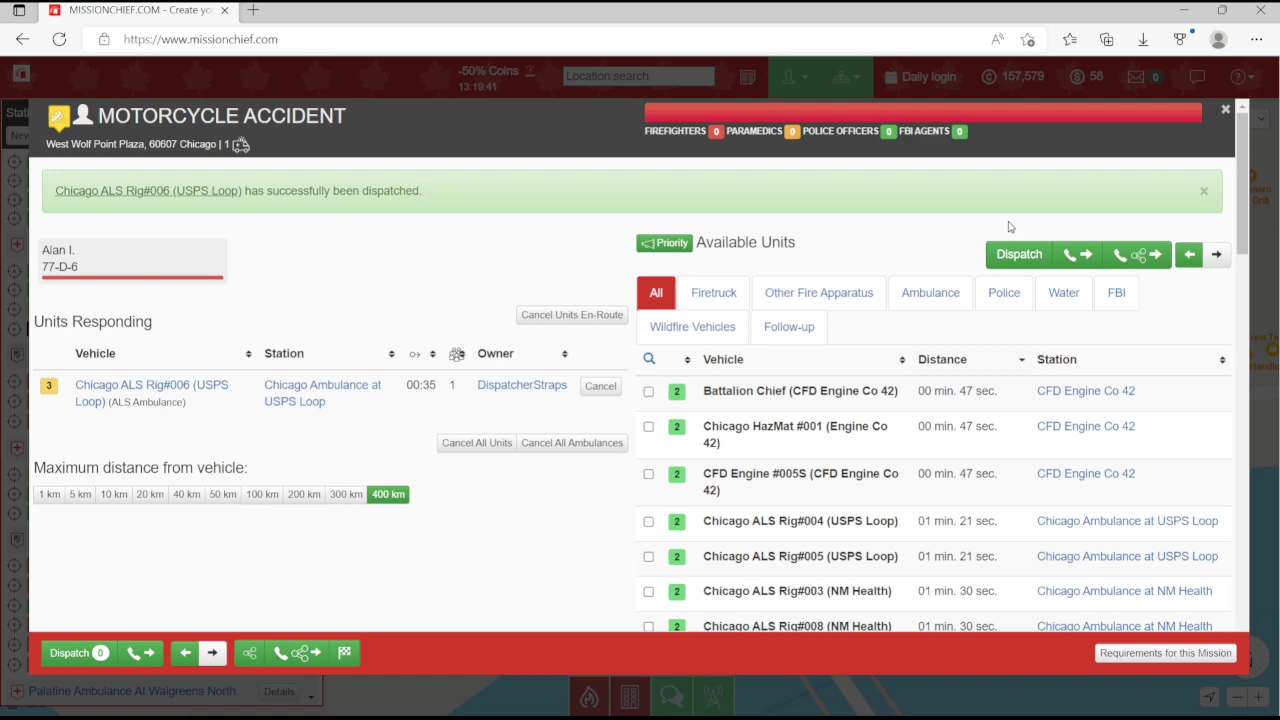 MISSIONCHIEF.COM - Create yo
https://www.missionchief.com
-50% Coins
13:19:41
Location search
Daily login
157,579
58
0
MOTORCYCLE ACCIDENT
West Wolf Point Plaza, 60607 Chicago | 1
FIREFIGHTERS 0 PARAMEDICS 0 POLICE OFFICERS 0 FBI AGENTS 0
Chicago ALS Rig#006 (USPS Loop) has successfully been dispatched.
Alan I.
77-D-6
Cancel Units En-Route
Units Responding
Vehicle Station Owner
3 Chicago ALS Rig#006 (USPS Loop) (ALS Ambulance) Chicago Ambulance at USPS Loop 00:35 1 DispatcherStraps Cancel
Cancel All Units Cancel All Ambulances
Maximum distance from vehicle:
1 km 5 km 10 km 20 km 40 km 50 km 100 km 200 km 300 km 400 km
Priority Available Units
Dispatch
All Firetruck Other Fire Apparatus Ambulance Police Water FBI
Wildfire Vehicles Follow-up
Vehicle Distance Station
2 Battalion Chief (CFD Engine Co 42) 00 min. 47 sec. CFD Engine Co 42
2 Chicago HazMat #001 (Engine Co 42) 00 min. 47 sec. CFD Engine Co 42
2 CFD Engine #005S (CFD Engine Co 42) 00 min. 47 sec. CFD Engine Co 42
2 Chicago ALS Rig#004 (USPS Loop) 01 min. 21 sec. Chicago Ambulance at USPS Loop
2 Chicago ALS Rig#005 (USPS Loop) 01 min. 21 sec. Chicago Ambulance at USPS Loop
2 Chicago ALS Rig#003 (NM Health) 01 min. 30 sec. Chicago Ambulance at NM Health
2 Chicago ALS Rig#008 (NM Health) 01 min. 30 sec. Chicago Ambulance at NM Health
Dispatch 0
Requirements for this Mission
Palatine Ambulance At Walgreens North Details